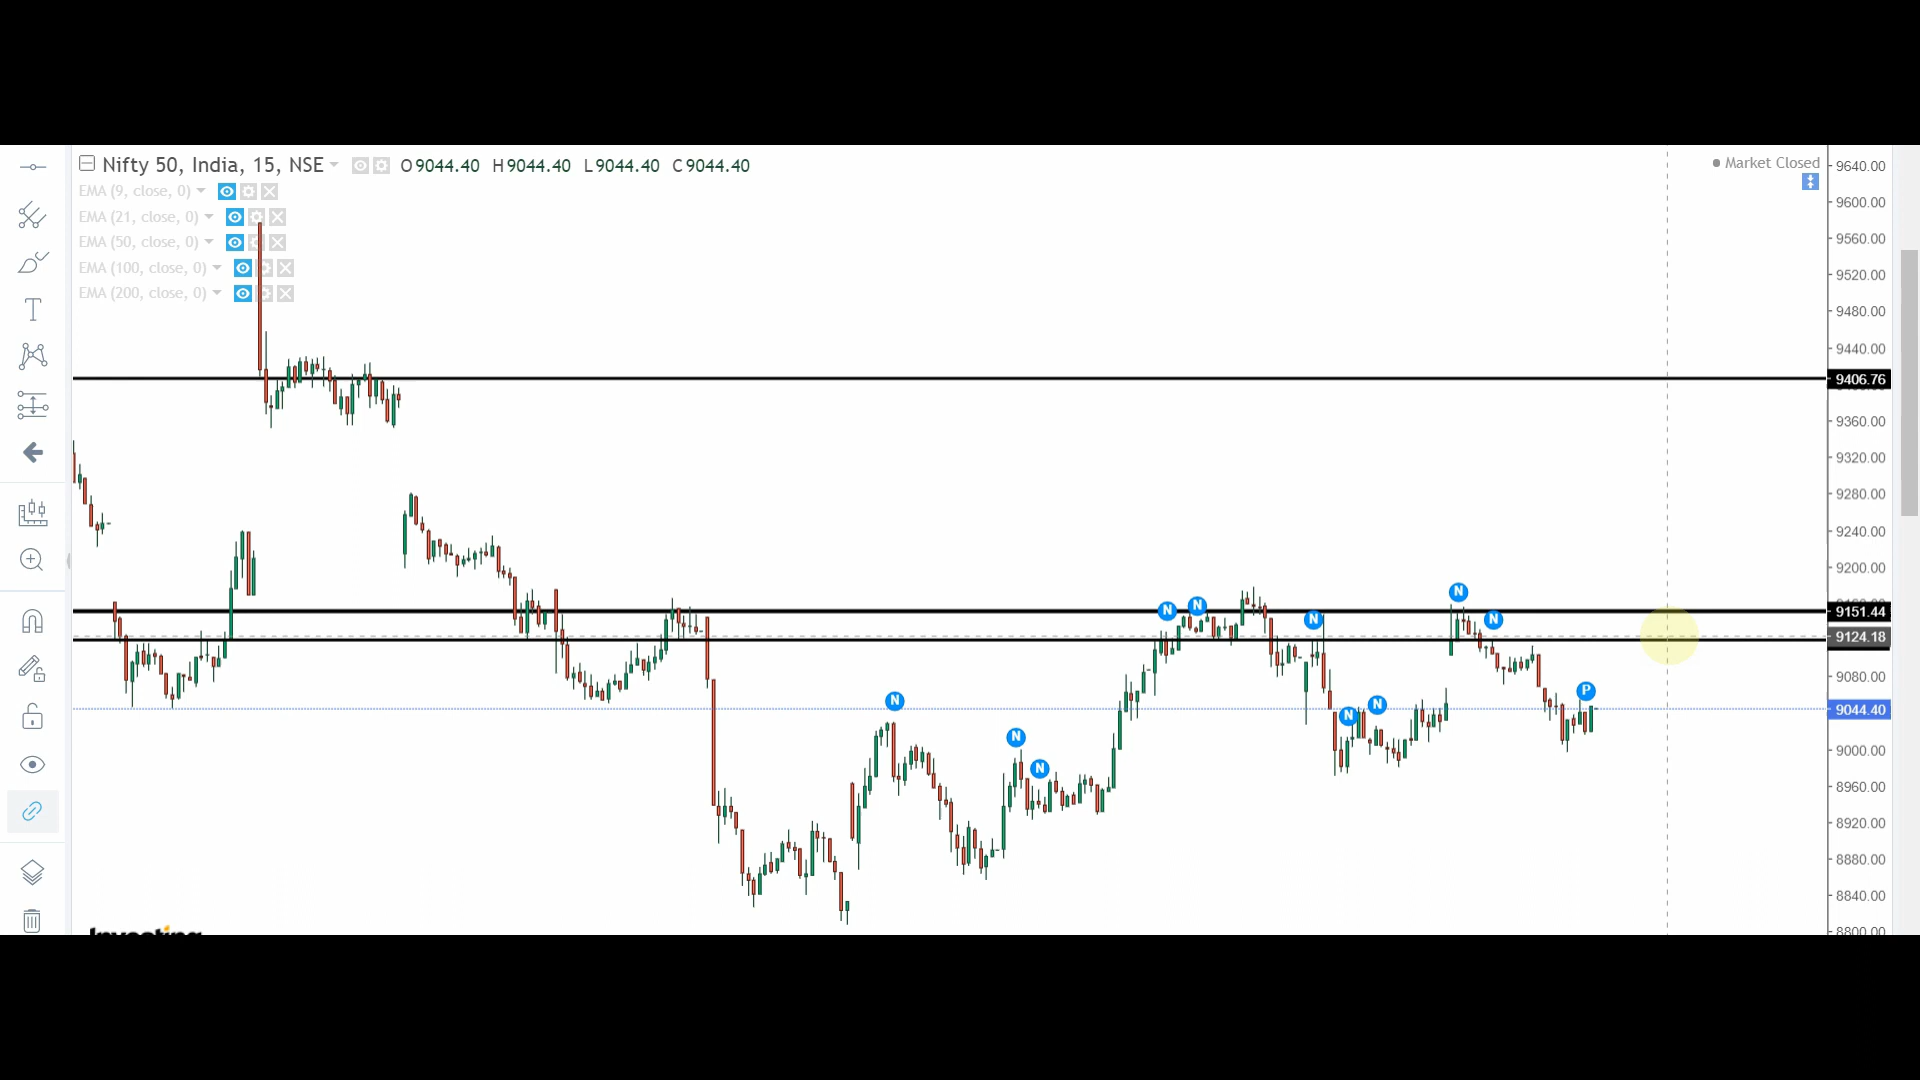 Nifty 50, India, 15, NSE O9044.40 H9044.40 L9044.40 C9044.40
EMA (9, close, 0)
EMA (21, close, 0)
EMA (50, close, 0)
EMA (100, close, 0)
EMA (200, close, 0)
Market Closed
9640.00
9600.00
9560.00
9520.00
9480.00
9440.00
9406.76
9360.00
9320.00
9280.00
9240.00
9200.00
9151.44
9124.18
9080.00
9044.40
9000.00
8960.00
8920.00
8880.00
8840.00
8800.00
N
N
N
N
N
N
N
N
N
N
P
T
Investing